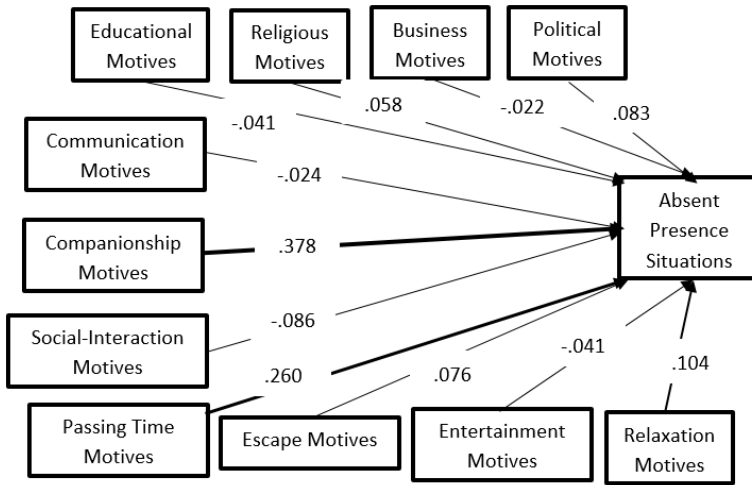 Educational
Motives
Religious
Motives
Business
Motives
Political
Motives
-.041
.058
-.022
.083
Communication
Motives
-.024
Absent
Presence
Situations
Companionship
Motives
.378
Social-Interaction
Motives
-.086
.260
.076
-.041
.104
Passing Time
Motives
Escape Motives
Entertainment
Motives
Relaxation
Motives